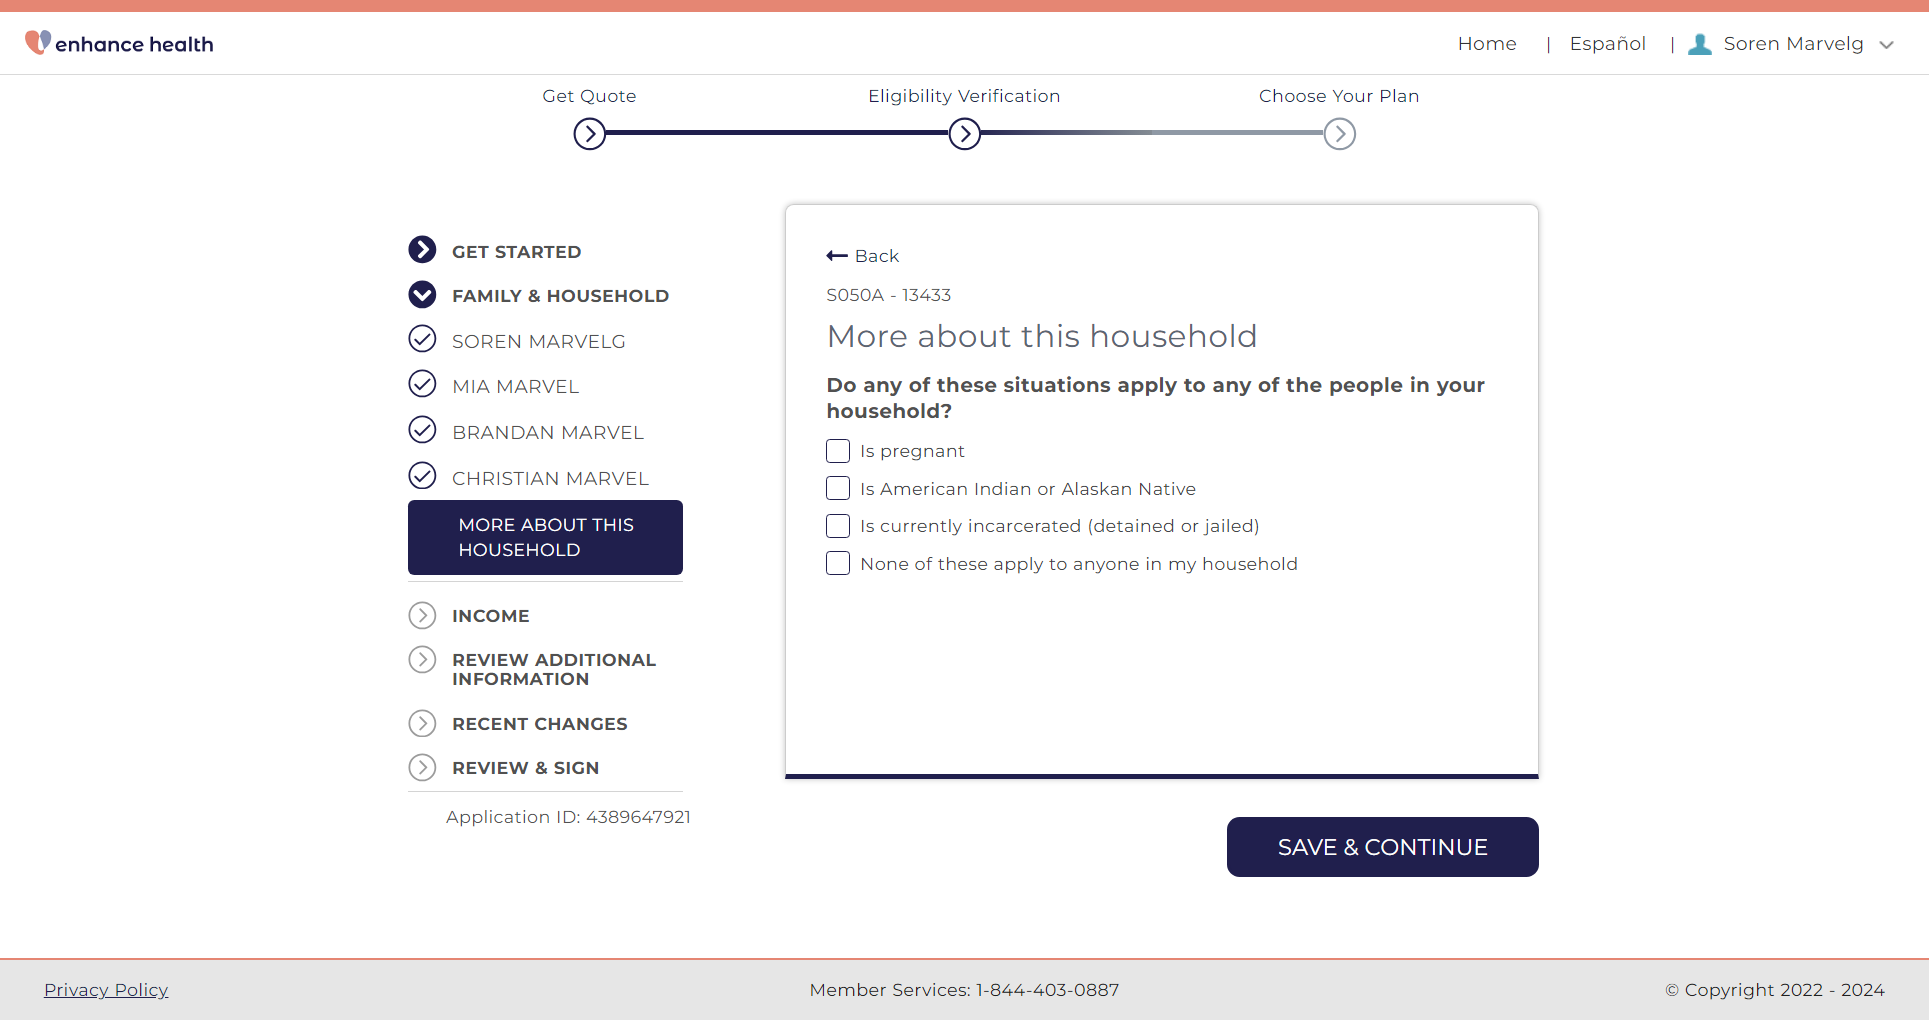 enhance health
Home | Español | Soren Marvelg
Get Quote
Eligibility Verification
Choose Your Plan
GET STARTED
FAMILY & HOUSEHOLD
SOREN MARVELG
MIA MARVEL
BRANDAN MARVEL
CHRISTIAN MARVEL
MORE ABOUT THIS
HOUSEHOLD
INCOME
REVIEW ADDITIONAL
INFORMATION
RECENT CHANGES
REVIEW & SIGN
Application ID: 4389647921
Back
S050A - 13433
More about this household
Do any of these situations apply to any of the people in your
household?
Is pregnant
Is American Indian or Alaskan Native
Is currently incarcerated (detained or jailed)
None of these apply to anyone in my household
SAVE & CONTINUE
Privacy Policy
Member Services: 1-844-403-0887
© Copyright 2022 - 2024